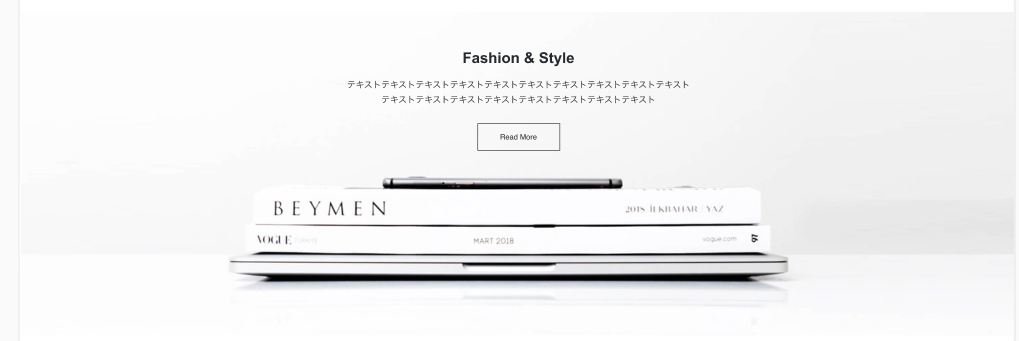 Fashion & Style
テキストテキストテキストテキストテキストテキストテキストテキストテキストテキスト
テキストテキストテキストテキストテキストテキストテキストテキスト
Read More
BEYMEN 2018 İLKBAHAR / YAZ
VOGUE MART 2018 vogue.com 97